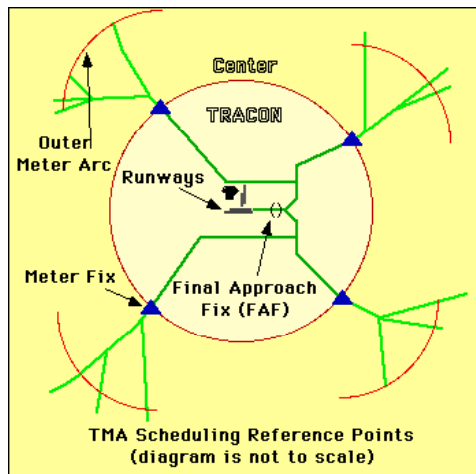 Center
TRACON
Outer
Meter Arc
Runways
Meter Fix
Final Approach
Fix (FAF)
TMA Scheduling Reference Points
(diagram is not to scale)